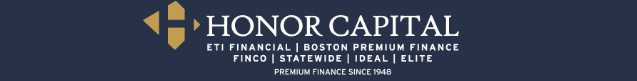 HONOR CAPITAL
ETI FINANCIAL | BOSTON PREMIUM FINANCE
FINCO | STATEWIDE | IDEAL | ELITE
PREMIUM FINANCE SINCE 1948